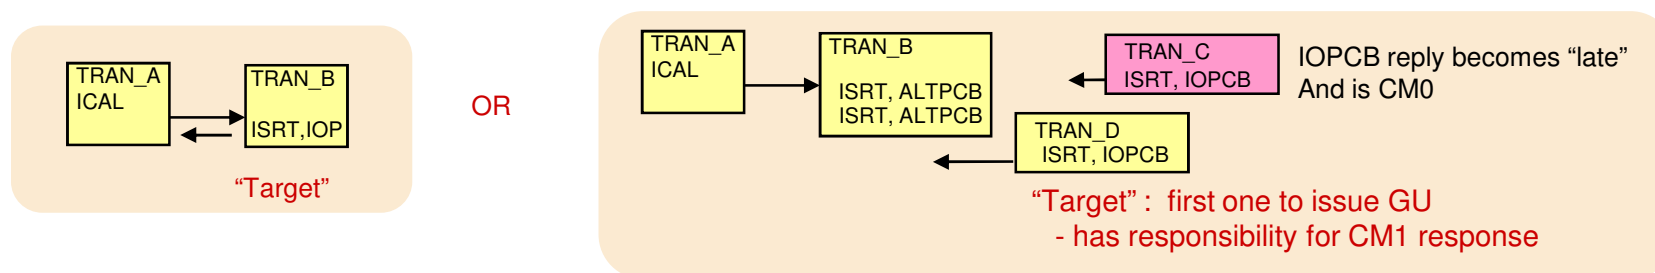 TRAN_A
ICAL
TRAN_B
ISRT,IOP
“Target”
OR
TRAN_A
ICAL
TRAN_B
ISRT, ALTPCB
ISRT, ALTPCB
TRAN_C
ISRT, IOPCB
IOPCB reply becomes “late”
And is CM0
TRAN_D
ISRT, IOPCB
“Target” :  first one to issue GU
- has responsibility for CM1 response